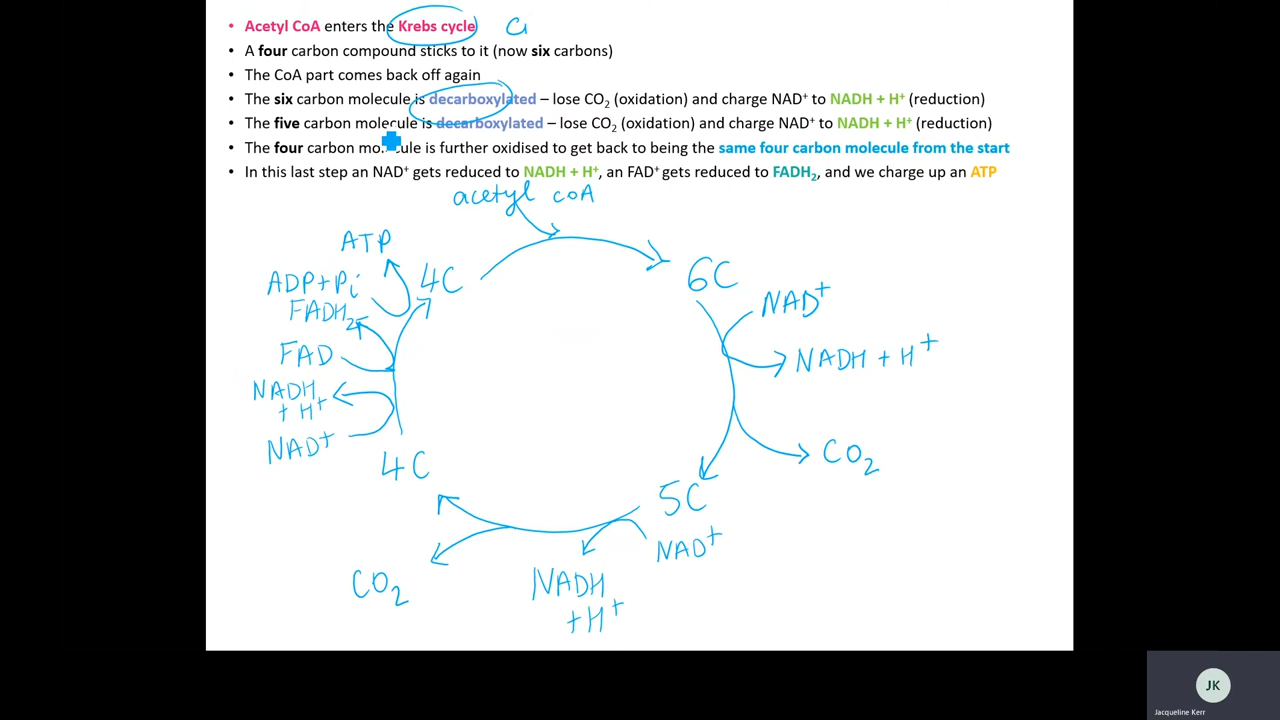 • Acetyl CoA enters the Krebs cycle
• A four carbon compound sticks to it (now six carbons)
• The CoA part comes back off again
• The six carbon molecule is decarboxylated – lose CO₂ (oxidation) and charge NAD⁺ to NADH + H⁺ (reduction)
• The five carbon molecule is decarboxylated – lose CO₂ (oxidation) and charge NAD⁺ to NADH + H⁺ (reduction)
• The four carbon molecule is further oxidised to get back to being the same four carbon molecule from the start
• In this last step an NAD⁺ gets reduced to NADH + H⁺, an FAD⁺ gets reduced to FADH₂, and we charge up an ATP
acetyl CoA
ATP
4C
6C
ADP + Pi
FADH₂
NAD⁺
FAD
NADH + H⁺
NADH
+ H⁺
NAD⁺
4C
CO₂
5C
NAD⁺
CO₂
NADH
+ H⁺
JK
Jacqueline Kerr